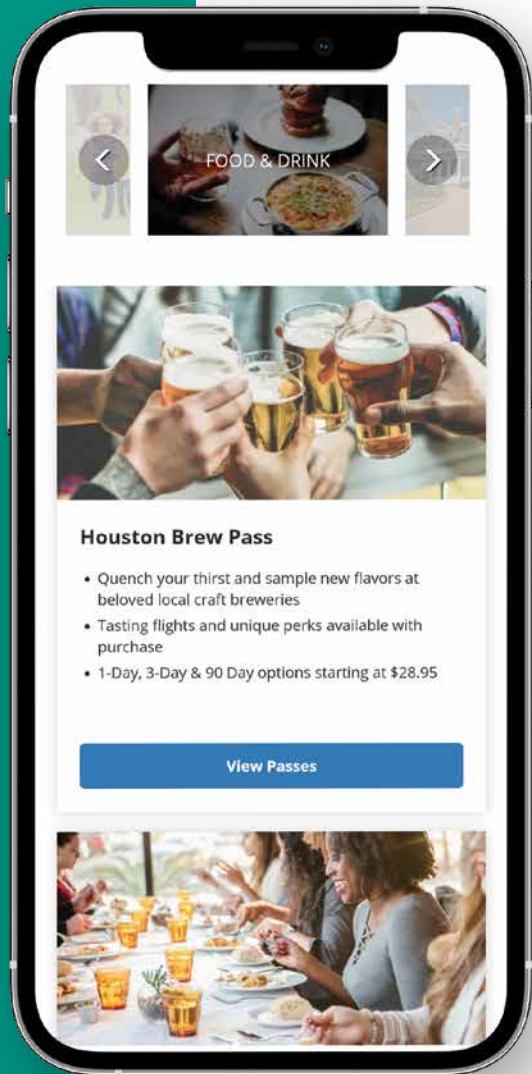 FOOD & DRINK
Houston Brew Pass
• Quench your thirst and sample new flavors at
beloved local craft breweries
• Tasting flights and unique perks available with
purchase
• 1-Day, 3-Day & 90 Day options starting at $28.95
View Passes